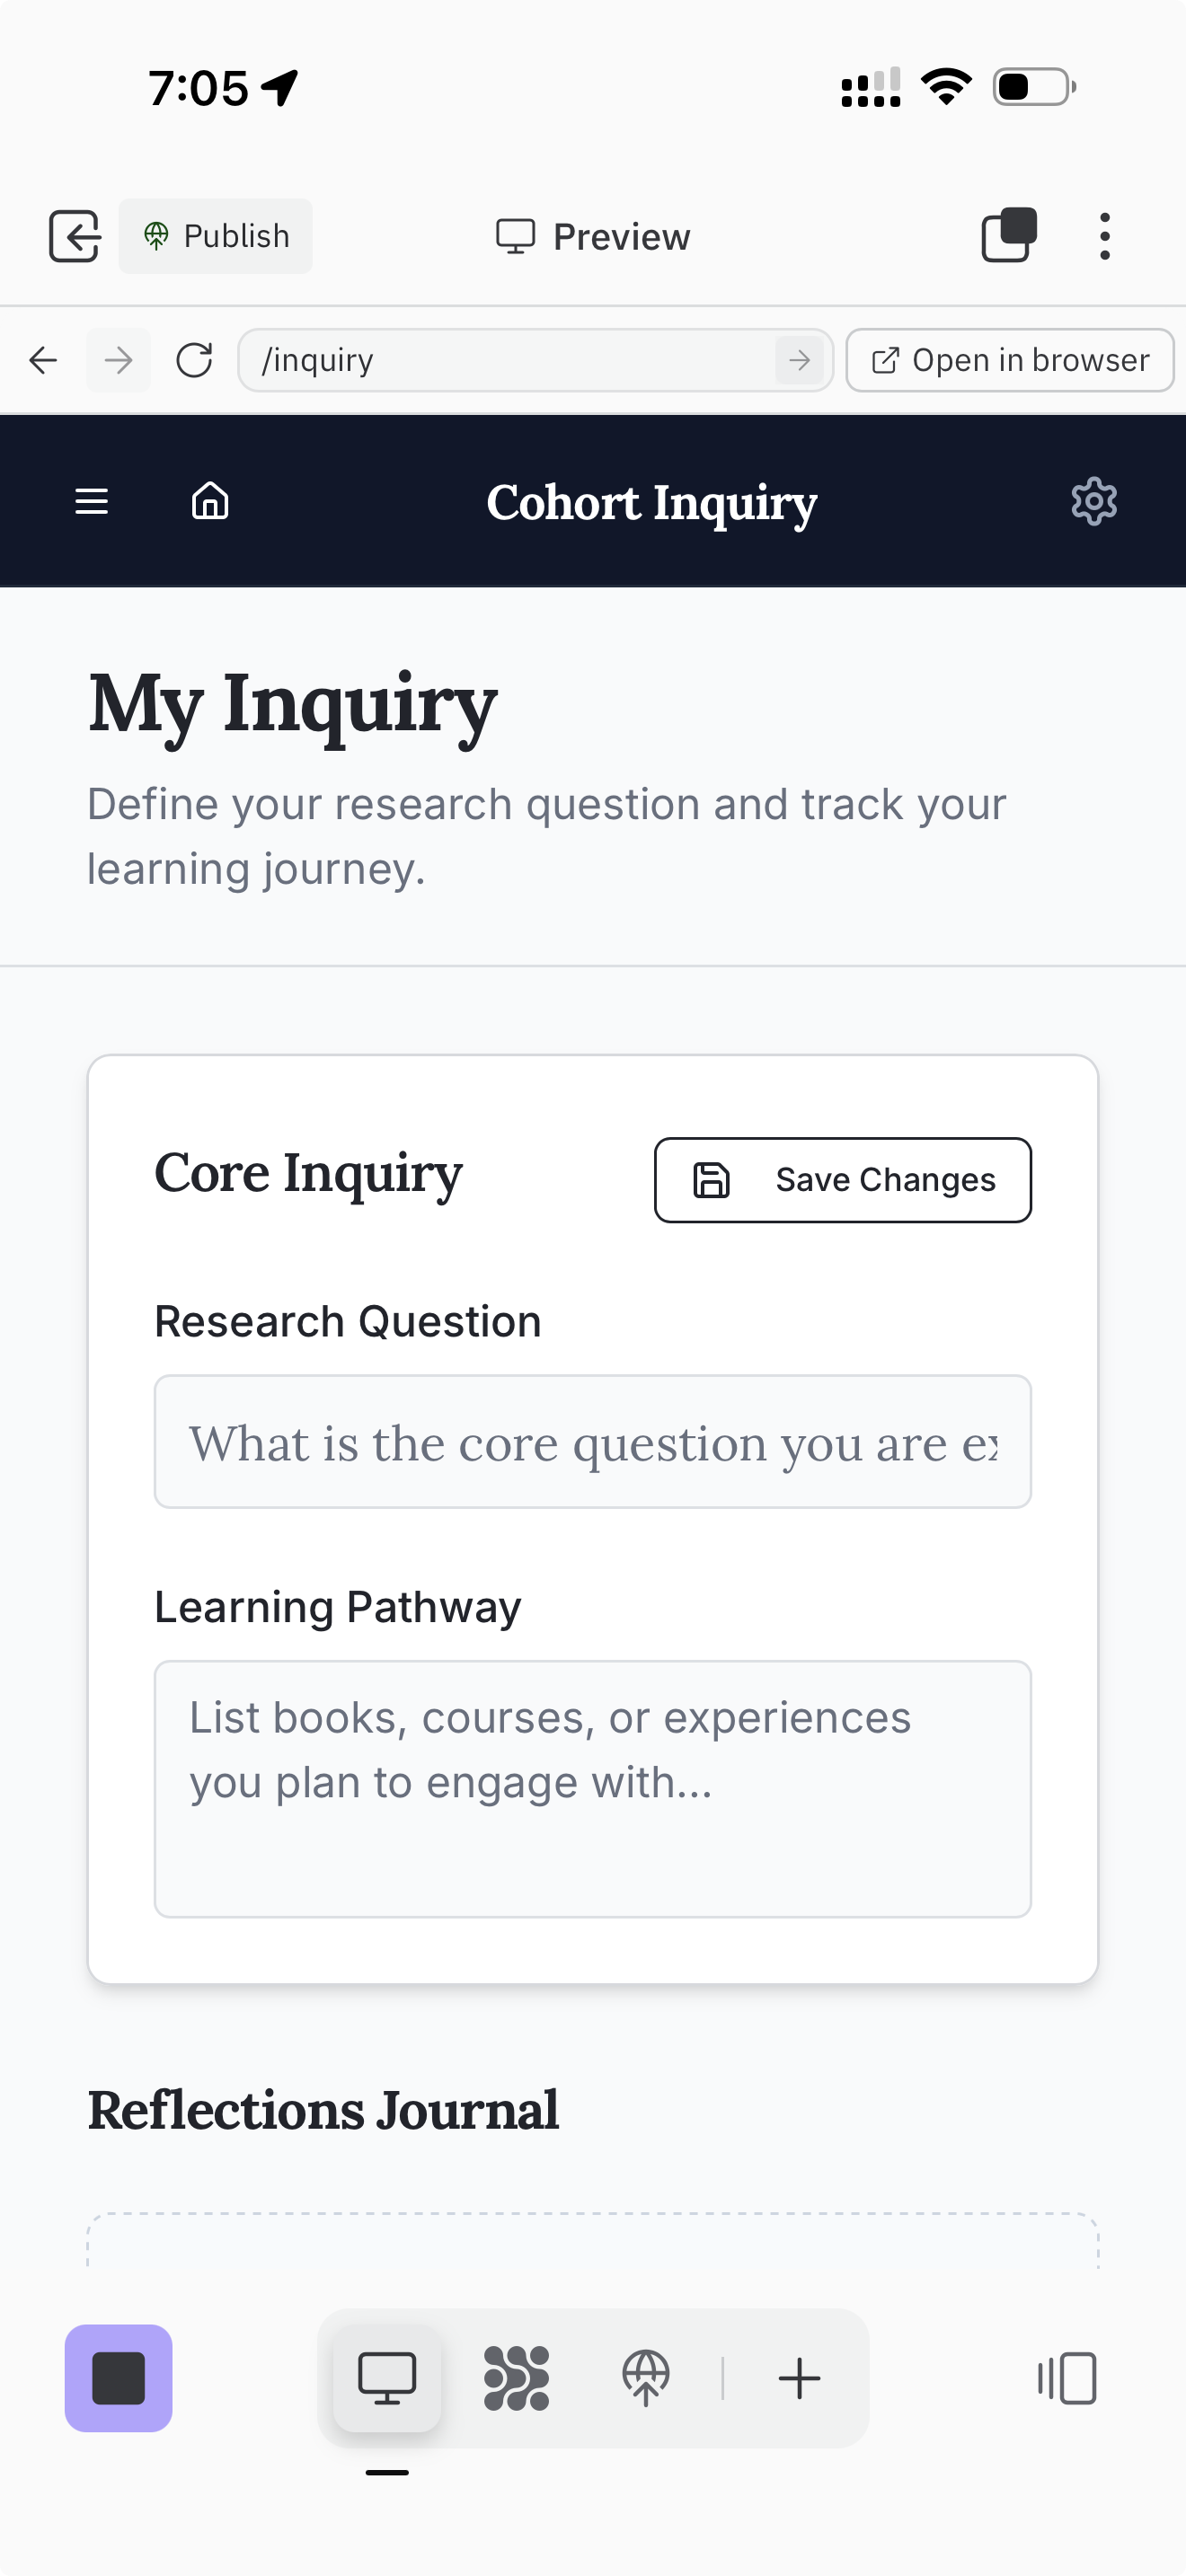 7:05
Publish
Preview
/inquiry
Open in browser
Cohort Inquiry
My Inquiry
Define your research question and track your
learning journey.
Core Inquiry
Save Changes
Research Question
What is the core question you are ex
Learning Pathway
List books, courses, or experiences
you plan to engage with...
Reflections Journal